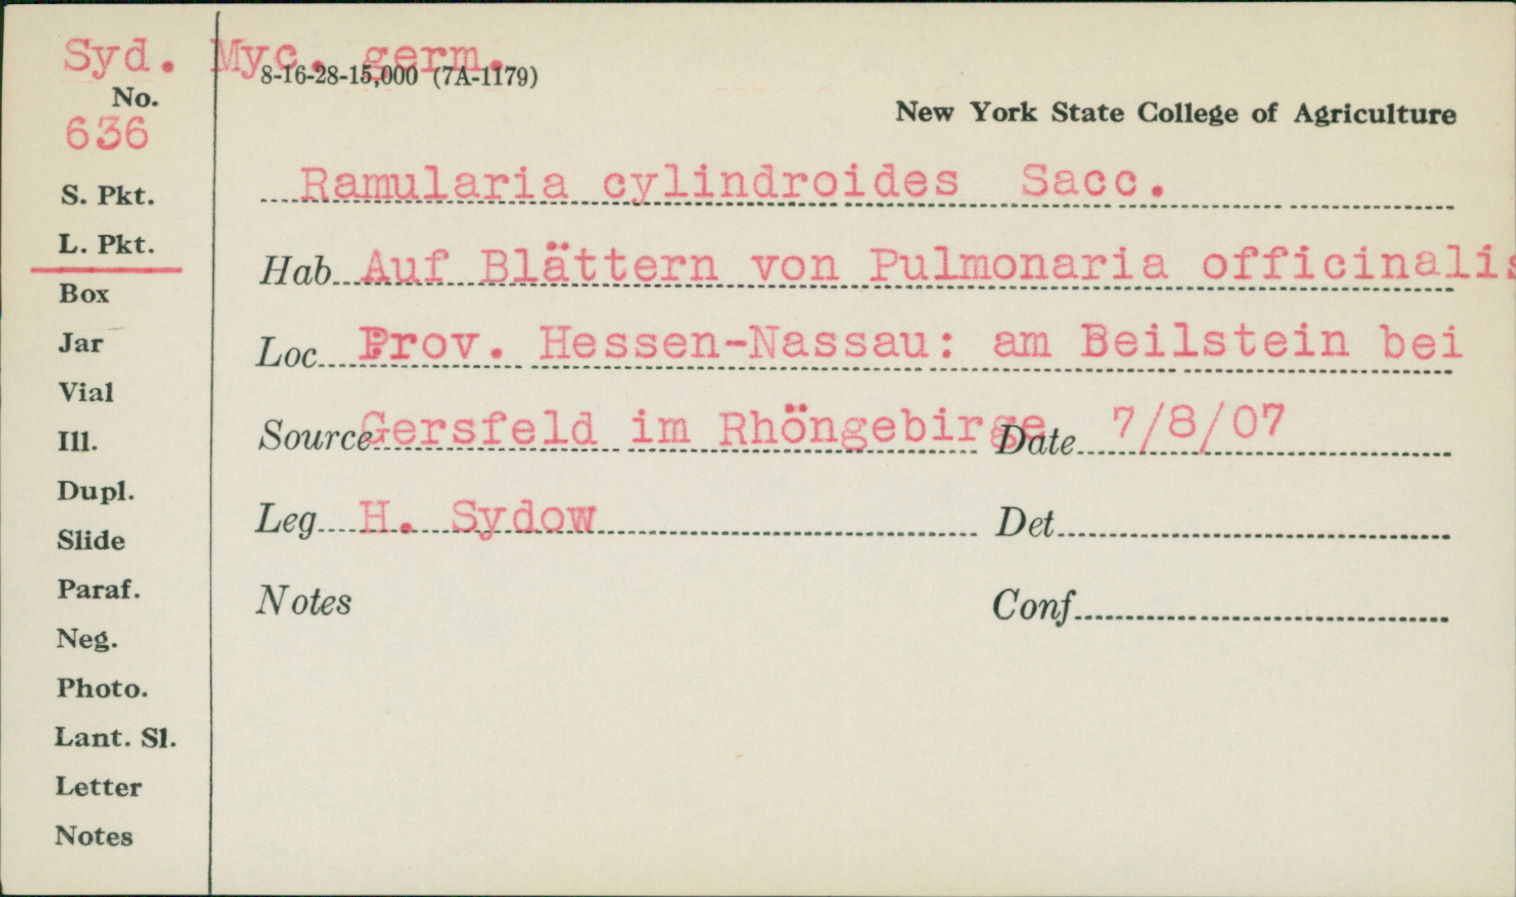 Syd. Myc. germ.
8-16-28-15,000 (7A-1179)
No.
636
New York State College of Agriculture
S. Pkt.
Ramularia cylindroides Sacc.
L. Pkt.
Hab. Auf Blättern von Pulmonaria officinalis
Box
Jar
Loc. Prov. Hessen-Nassau: am Beilstein bei
Vial
Ill.
Source Gersfeld im Rhöngebirge Date 7/8/07
Dupl.
Slide
Leg. H. Sydow Det.
Paraf.
Notes Conf.
Neg.
Photo.
Lant. Sl.
Letter
Notes